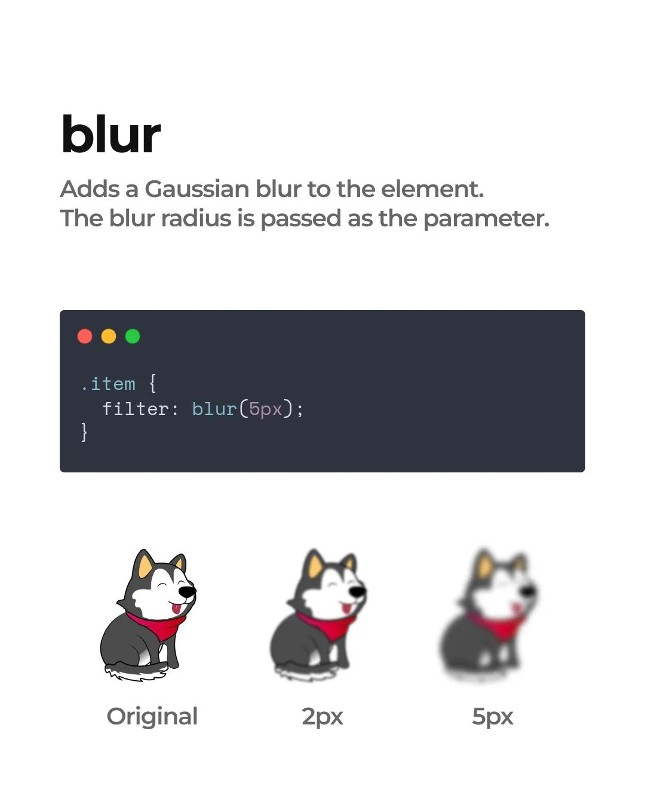 blur
Adds a Gaussian blur to the element.
The blur radius is passed as the parameter.
.item {
  filter: blur(5px);
}
Original
2px
5px